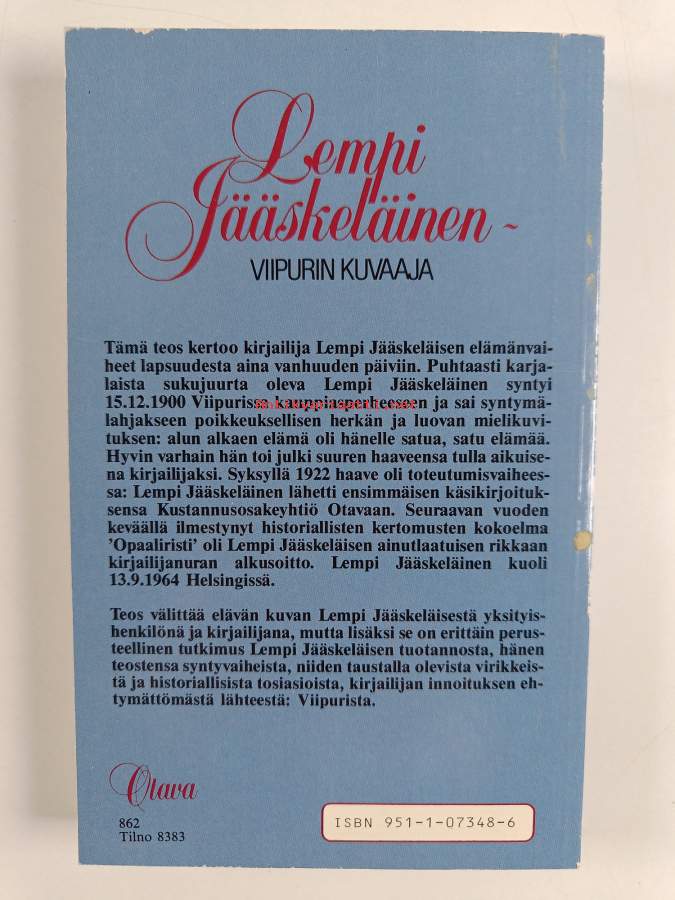 Lempi
Jääskeläinen ~
VIIPURIN KUVAAJA
Tämä teos kertoo kirjailija Lempi Jääskeläisen elämänvai-
heet lapsuudesta aina vanhuuden päiviin. Puhtaasti karja-
laista sukujuurta oleva Lempi Jääskeläinen syntyi
15.12.1900 Viipurissa kauppiasperheeseen ja sai syntymä-
lahjakseen poikkeuksellisen herkän ja luovan mielikuvi-
tuksen: alun alkaen elämä oli hänelle satua, satu elämää.
Hyvin varhain hän toi julki suuren haaveensa tulla aikuise-
na kirjailijaksi. Syksyllä 1922 haave oli toteutumisvaihees-
sa: Lempi Jääskeläinen lähetti ensimmäisen käsikirjoituk-
sensa Kustannusosakeyhtiö Otavaan. Seuraavan vuoden
keväällä ilmestynyt historiallisten kertomusten kokoelma
'Opaaliristi' oli Lempi Jääskeläisen ainutlaatuisen rikkaan
kirjailijanuran alkusoitto. Lempi Jääskeläinen kuoli
13.9.1964 Helsingissä.
Teos välittää elävän kuvan Lempi Jääskeläisestä yksityis-
henkilönä ja kirjailijana, mutta lisäksi se on erittäin perus-
teellinen tutkimus Lempi Jääskeläisen tuotannosta, hänen
teostensa syntyvaiheista, niiden taustalla olevista virikkeis-
tä ja historiallisista tosiasioista, kirjailijan innoituksen eh-
tymättömästä lähteestä: Viipurista.
Otava
862
Tilno 8383
ISBN 951-1-07348-6